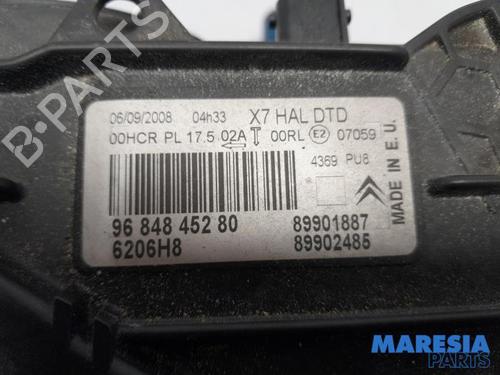 06/09/2008 04h33 X7 HAL DTD
00HCR PL 17.5 02A 00RL E2 07059
4369 PU8
MADE IN E.U.
96 848 452 80 89901887
6206H8 89902485
MARESIA
PARTS